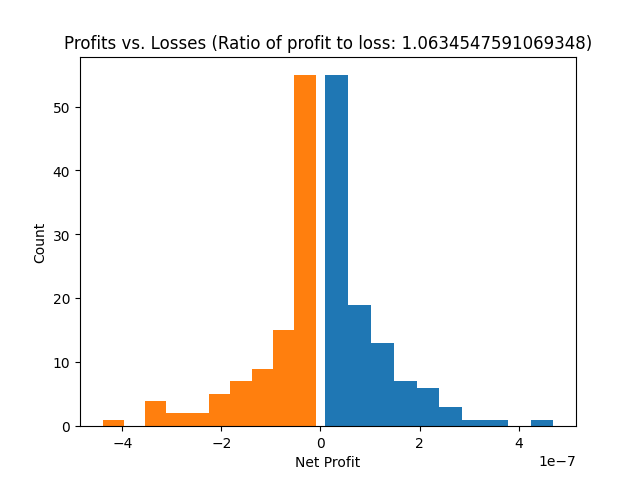 Profits vs. Losses (Ratio of profit to loss: 1.0634547591069348)
50
40
30
20
10
0
Count
−4
−2
0
2
4
1e−7
Net Profit